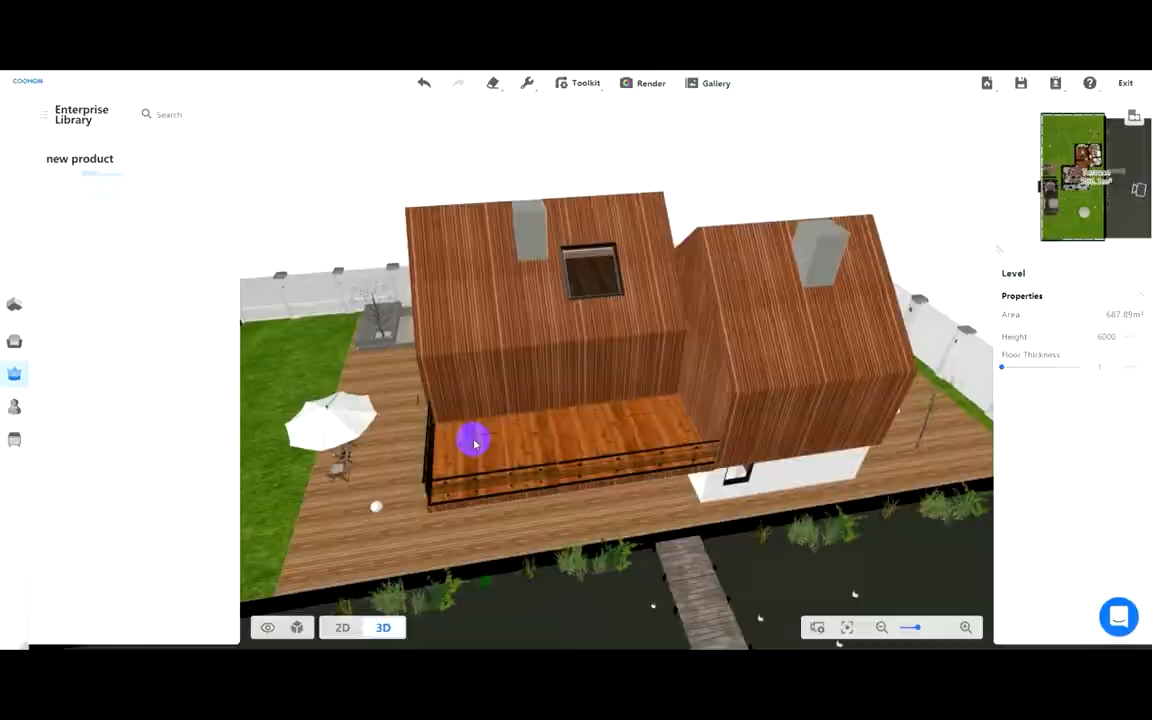 COOHOM
Toolkit
Render
Gallery
Exit
Enterprise
Library
Search
new product
Level
Properties
Area 687.89m²
Height 6000
Floor Thickness
1
2D
3D